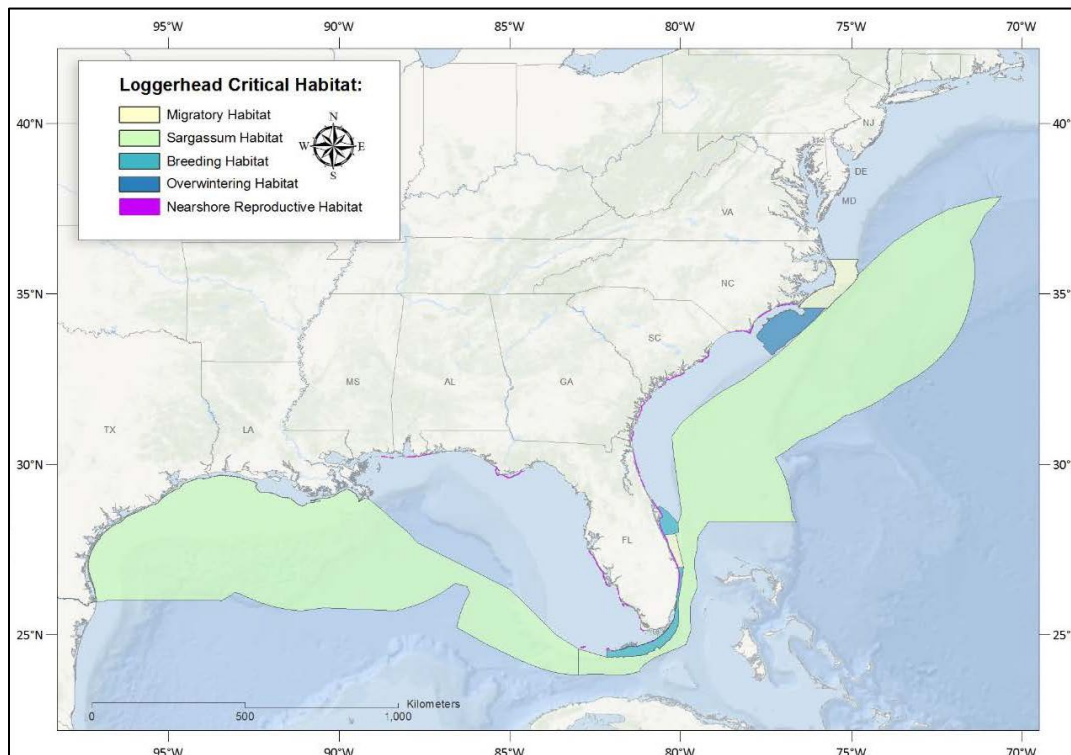 95°W 90°W 85°W 80°W 75°W 70°W
Loggerhead Critical Habitat:
Migratory Habitat
Sargassum Habitat
Breeding Habitat
Overwintering Habitat
Nearshore Reproductive Habitat
N
W E
S
40°N 40°N
NJ
DE
MD
VA
35°N 35°N
NC
SC
MS AL GA
TX LA
30°N 30°N
FL
25°N 25°N
Kilometers
0 500 1,000
95°W 90°W 85°W 80°W 75°W 70°W